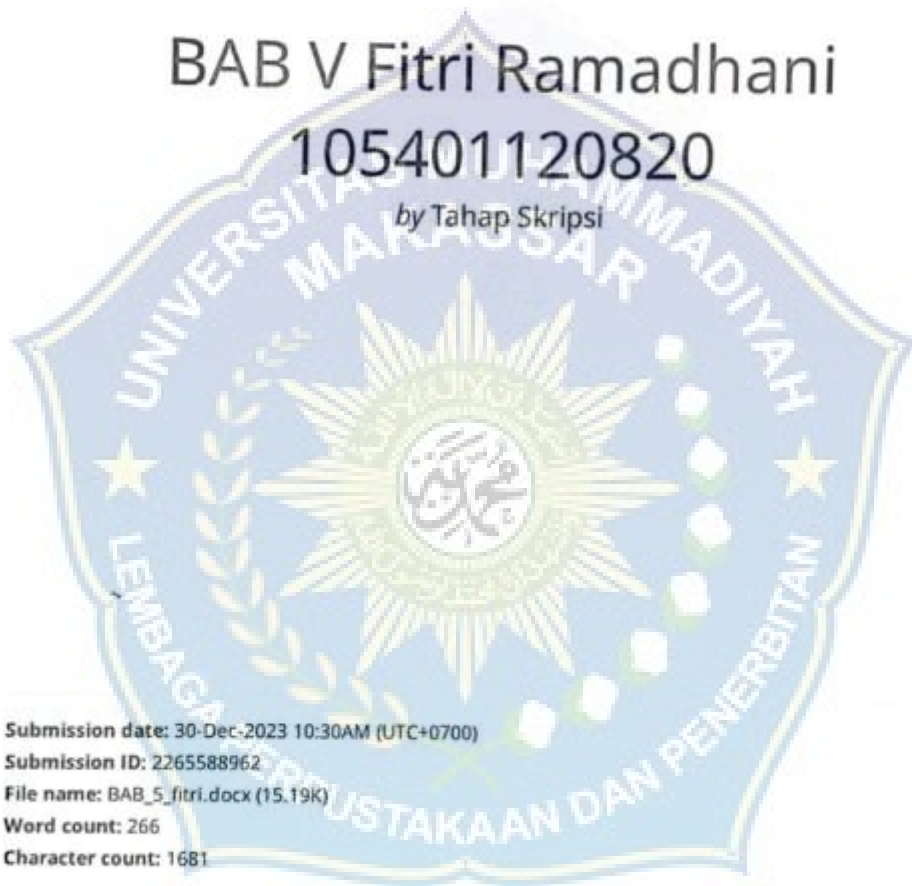 BAB V Fitri Ramadhani
105401120820
by Tahap Skripsi
UNIVERSITAS MUHAMMADIYAH
MAKASSAR
LEMBAGA PERPUSTAKAAN DAN PENERBITAN
Submission date: 30-Dec-2023 10:30AM (UTC+0700)
Submission ID: 2265588962
File name: BAB_5_fitri.docx (15.19K)
Word count: 266
Character count: 1681